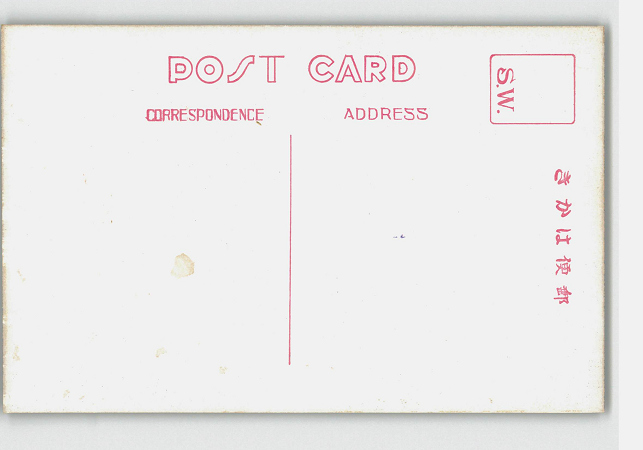 POST CARD
CORRESPONDENCE
ADDRESS
S.W.
郵便はかき